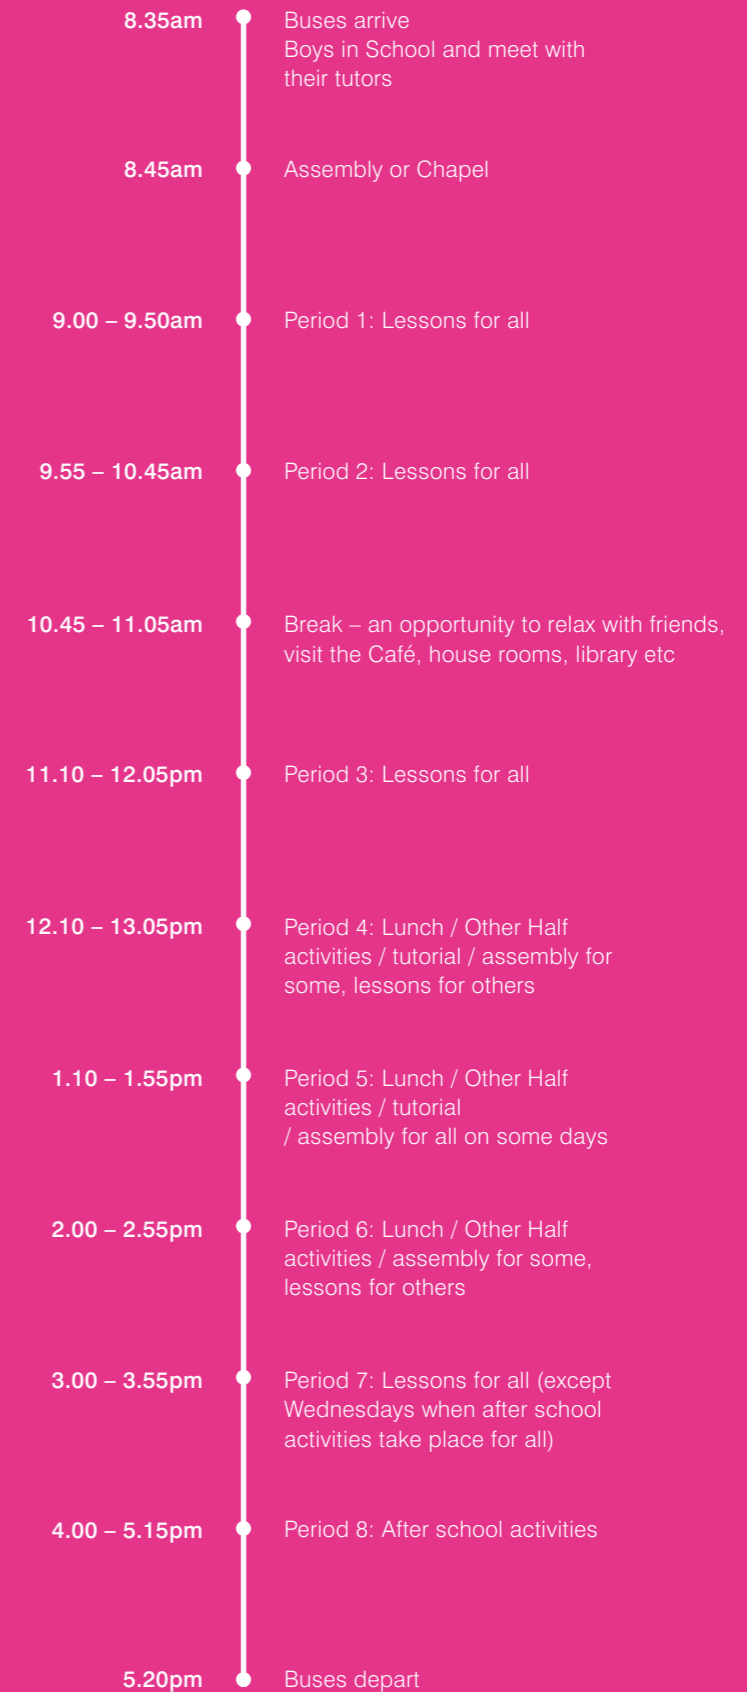 8.35am Buses arrive
Boys in School and meet with
their tutors
8.45am Assembly or Chapel
9.00 – 9.50am Period 1: Lessons for all
9.55 – 10.45am Period 2: Lessons for all
10.45 – 11.05am Break – an opportunity to relax with friends,
visit the Café, house rooms, library etc
11.10 – 12.05pm Period 3: Lessons for all
12.10 – 13.05pm Period 4: Lunch / Other Half
activities / tutorial / assembly for
some, lessons for others
1.10 – 1.55pm Period 5: Lunch / Other Half
activities / tutorial
/ assembly for all on some days
2.00 – 2.55pm Period 6: Lunch / Other Half
activities / assembly for some,
lessons for others
3.00 – 3.55pm Period 7: Lessons for all (except
Wednesdays when after school
activities take place for all)
4.00 – 5.15pm Period 8: After school activities
5.20pm Buses depart